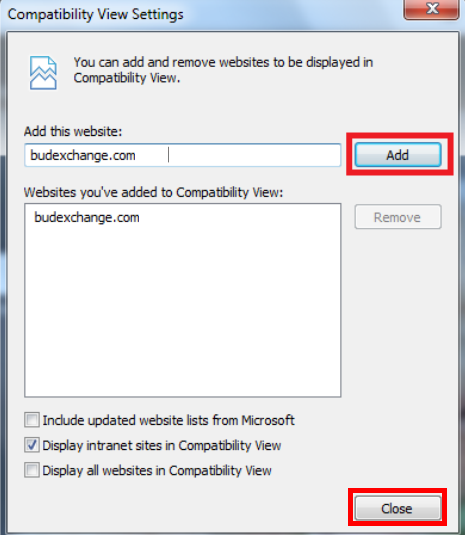 Compatibility View Settings
You can add and remove websites to be displayed in
Compatibility View.
Add this website:
budexchange.com
Add
Websites you've added to Compatibility View:
budexchange.com
Remove
Include updated website lists from Microsoft
Display intranet sites in Compatibility View
Display all websites in Compatibility View
Close